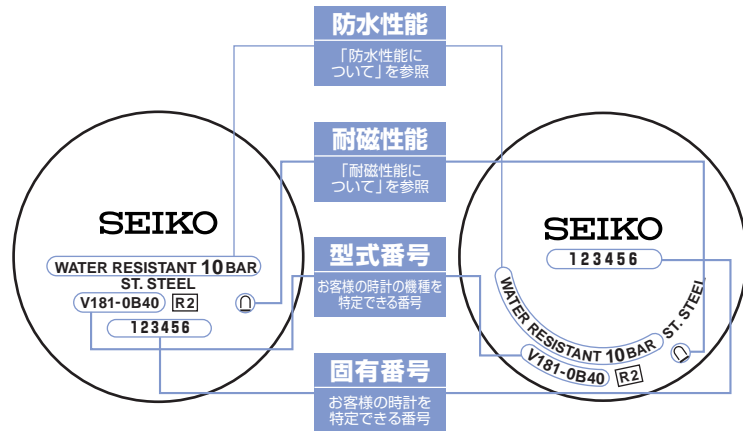 防水性能
「防水性能に
ついて」を参照
耐磁性能
「耐磁性能に
ついて」を参照
型式番号
お客様の時計の機種を
特定できる番号
固有番号
お客様の時計を
特定できる番号
SEIKO
WATER RESISTANT 10 BAR
ST. STEEL
V181-0B40 R2
123456
SEIKO
123456
WATER RESISTANT 10 BAR ST. STEEL
V181-0B40 R2